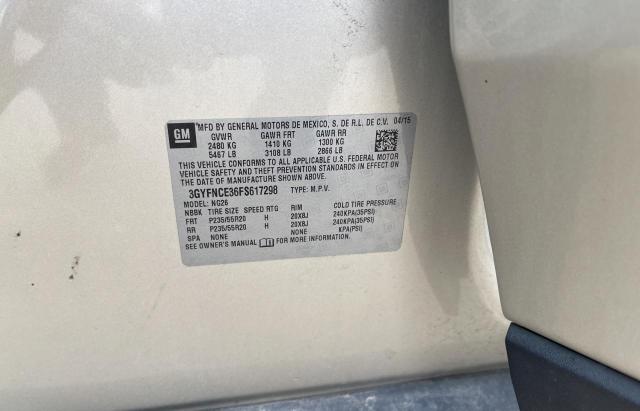 GM MFD BY GENERAL MOTORS DE MEXICO, S. DE R.L. DE C.V. 04/15
GVWR GAWR FRT GAWR RR
2480 KG 1410 KG 1300 KG
5467 LB 3108 LB 2866 LB
THIS VEHICLE CONFORMS TO ALL APPLICABLE U.S. FEDERAL MOTOR
VEHICLE SAFETY AND THEFT PREVENTION STANDARDS IN EFFECT ON
THE DATE OF MANUFACTURE SHOWN ABOVE.
3GYFNCE36FS617298 TYPE: M.P.V.
MODEL: NG26
NBBK TIRE SIZE SPEED RTG RIM COLD TIRE PRESSURE
FRT P235/55R20 H 20X8J 240KPA(35PSI)
RR P235/55R20 H 20X8J 240KPA(35PSI)
SPA NONE NONE KPA(PSI)
SEE OWNER'S MANUAL FOR MORE INFORMATION.